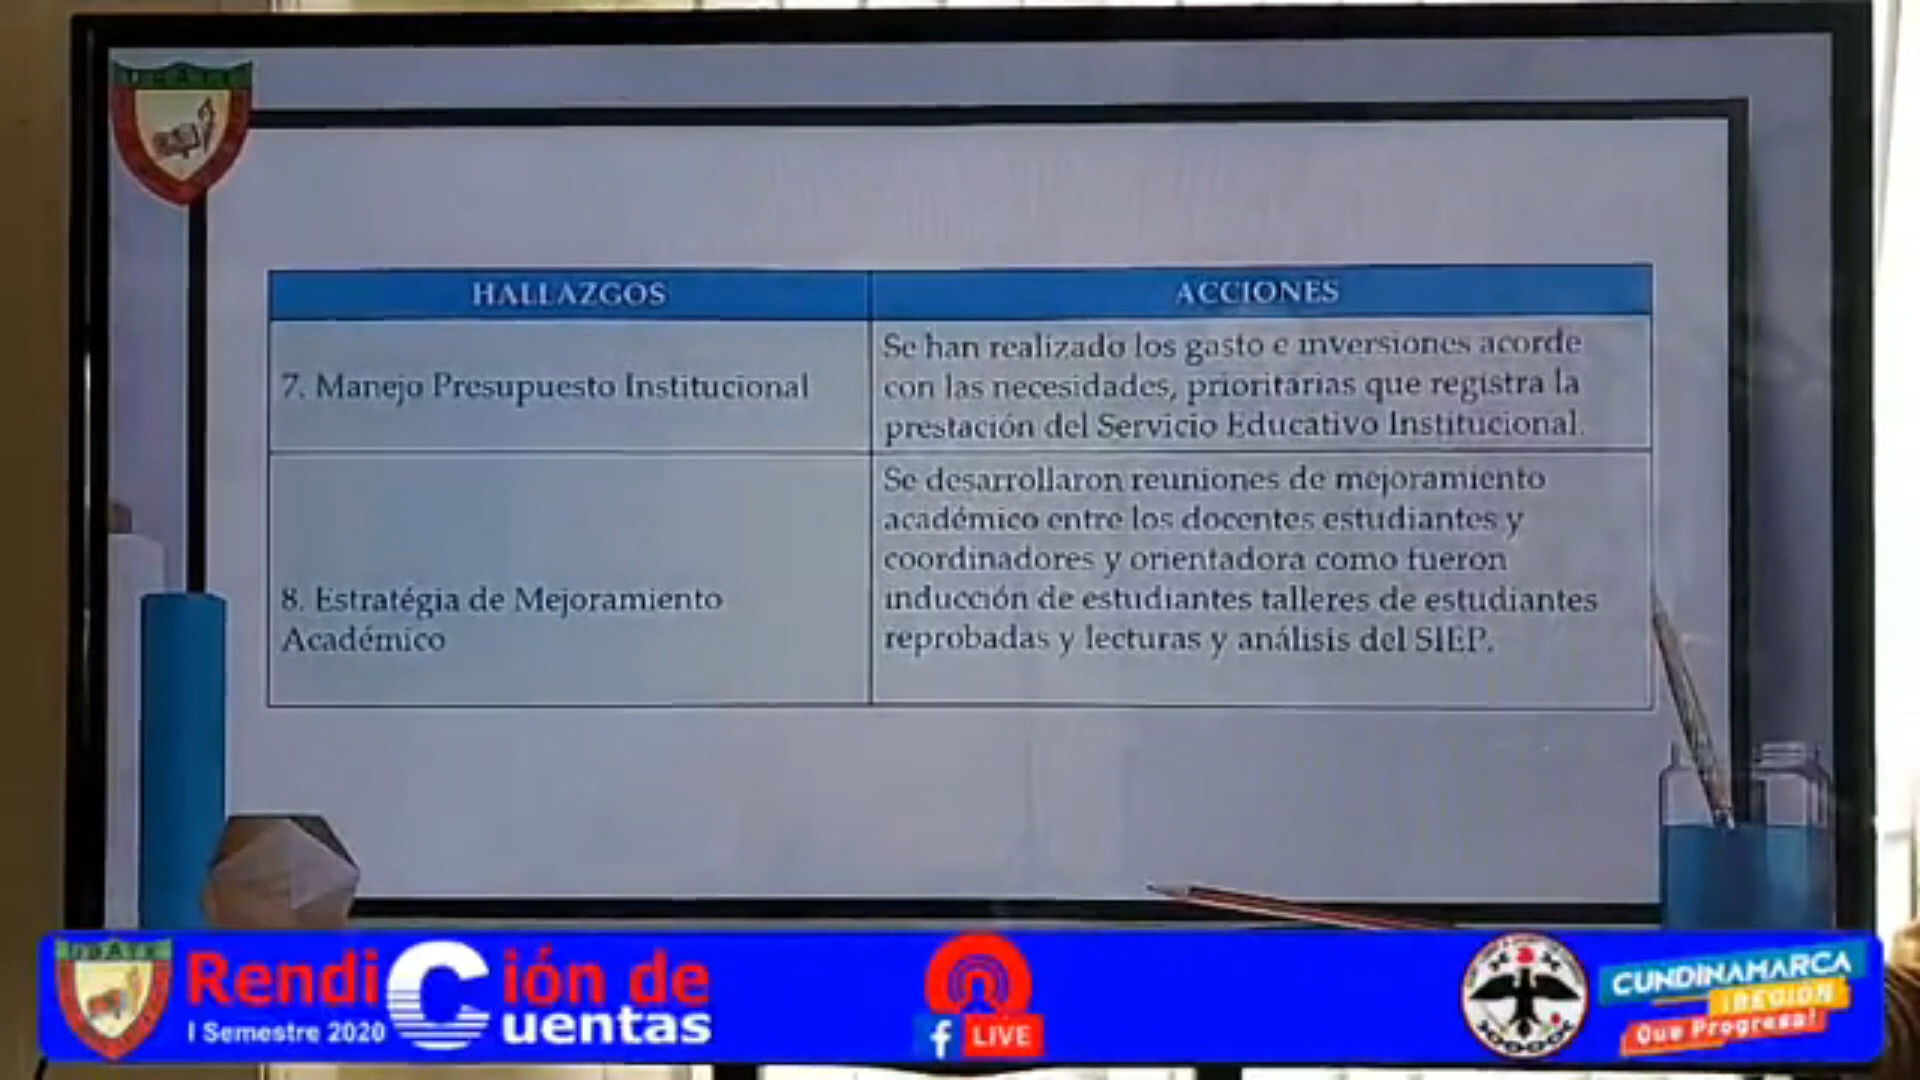 UBATE
HALLAZGOS
ACCIONES
7. Manejo Presupuesto Institucional
Se han realizado los gasto e inversiones acorde
con las necesidades, prioritarias que registra la
prestación del Servicio Educativo Institucional.
8. Estratégia de Mejoramiento
Académico
Se desarrollaron reuniones de mejoramiento
académico entre los docentes estudiantes y
coordinadores y orientadora como fueron
inducción de estudiantes talleres de estudiantes
reprobadas y lecturas y análisis del SIEP.
UBATE
Rendición de
Cuentas
I Semestre 2020
f LIVE
CUNDINAMARCA
¡REGIÓN
Que Progresa!